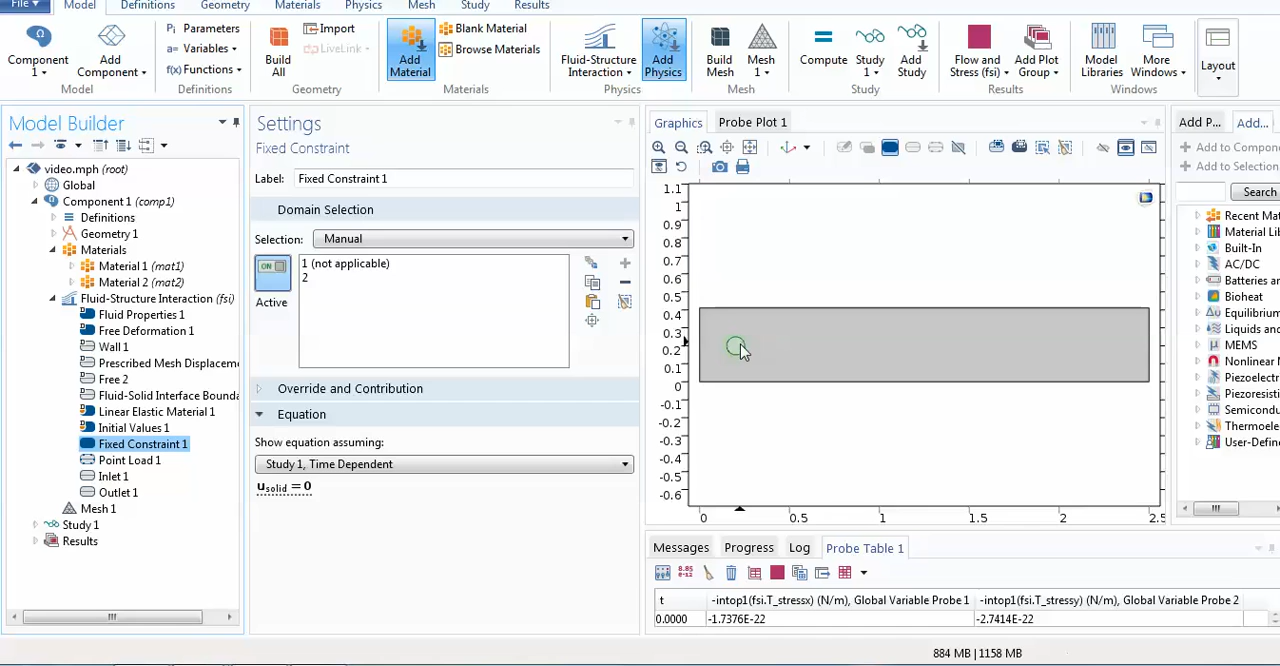 File
Model
Definitions
Geometry
Materials
Physics
Mesh
Study
Results
Component
1
Add
Component
Model
Pi Parameters
a= Variables
f(x) Functions
Definitions
Build
All
Import
LiveLink
Geometry
Add
Material
Blank Material
Browse Materials
Materials
Fluid-Structure
Interaction
Add
Physics
Physics
Build
Mesh
Mesh
1
Mesh
Compute
Study
1
Add
Study
Study
Flow and
Stress (fsi)
Add Plot
Group
Results
Model
Libraries
More
Windows
Windows
Layout
Model Builder
video.mph (root)
Global
Component 1 (comp1)
Definitions
Geometry 1
Materials
Material 1 (mat1)
Material 2 (mat2)
Fluid-Structure Interaction (fsi)
Fluid Properties 1
Free Deformation 1
Wall 1
Prescribed Mesh Displaceme
Free 2
Fluid-Solid Interface Bounda
Linear Elastic Material 1
Initial Values 1
Fixed Constraint 1
Point Load 1
Inlet 1
Outlet 1
Mesh 1
Study 1
Results
Settings
Fixed Constraint
Label: Fixed Constraint 1
Domain Selection
Selection: Manual
ON
Active
1 (not applicable)
2
Override and Contribution
Equation
Show equation assuming:
Study 1, Time Dependent
usolid = 0
Graphics
Probe Plot 1
1.1
1
0.9
0.8
0.7
0.6
0.5
0.4
0.3
0.2
0.1
0
-0.1
-0.2
-0.3
-0.4
-0.5
-0.6
0 0.5 1 2 2.5
Messages
Progress
Log
Probe Table 1
8.85
e-12
t -intop1(fsi.T_stressx) (N/m), Global Variable Probe 1 -intop1(fsi.T_stressy) (N/m), Global Variable Probe 2
0.0000 -1.7376E-22 -2.7414E-22
Add P...
Add...
Add to Compone
Add to Selection
Search
Recent Mat
Material Lib
Built-In
AC/DC
Batteries an
Bioheat
Equilibrium
Liquids and
MEMS
Nonlinear M
Piezoelectri
Piezoresisti
Semicondu
Thermoele
User-Define
884 MB | 1158 MB